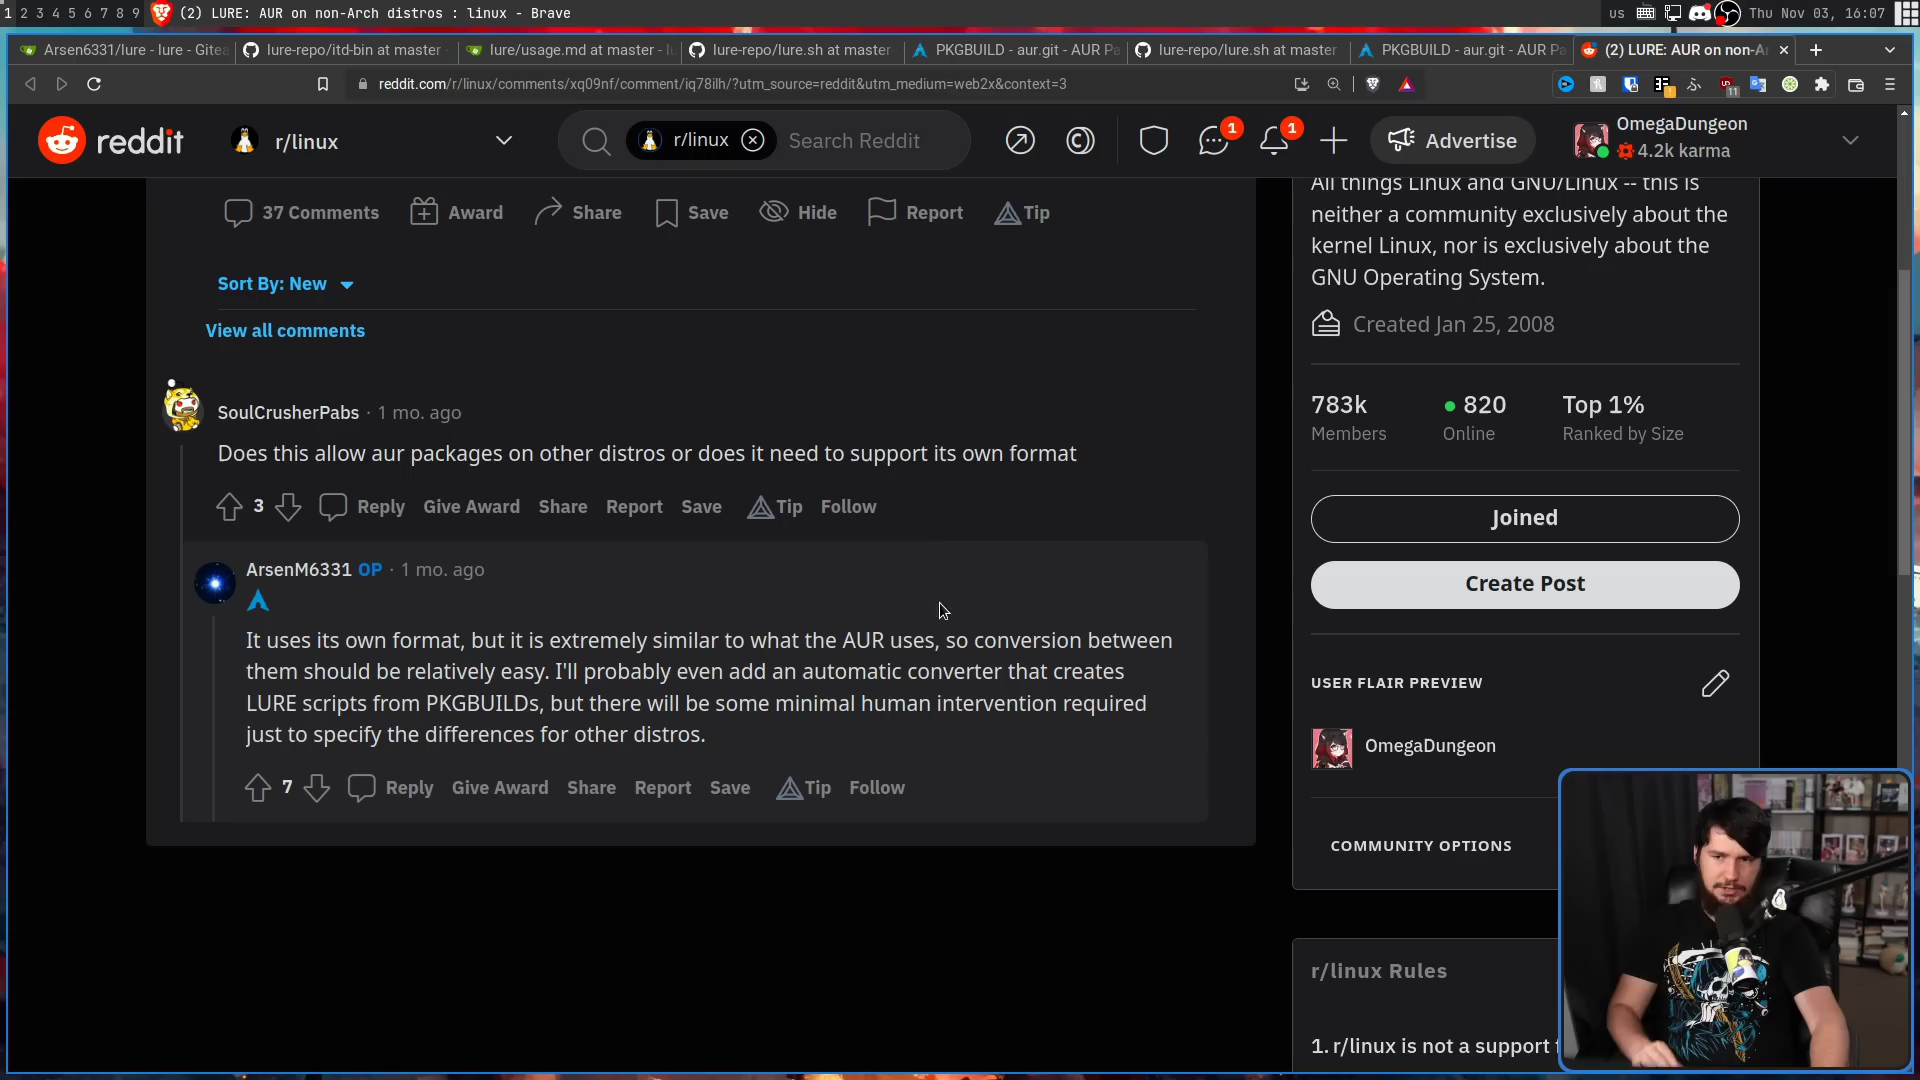 1 2 3 4 5 6 7 8 9 (2) LURE: AUR on non-Arch distros : linux - Brave
us Thu Nov 03, 16:07
Arsen6331/lure - lure - Gitea
lure-repo/itd-bin at master
lure/usage.md at master - l
lure-repo/lure.sh at master
PKGBUILD - aur.git - AUR Pa
lure-repo/lure.sh at master
PKGBUILD - aur.git - AUR Pa
(2) LURE: AUR on non-A
reddit.com/r/linux/comments/xq09nf/comment/iq78ilh/?utm_source=reddit&utm_medium=web2x&context=3
11
reddit
r/linux
r/linux Search Reddit
1
1
Advertise
OmegaDungeon
4.2k karma
37 Comments Award Share Save Hide Report Tip
Sort By: New
View all comments
SoulCrusherPabs · 1 mo. ago
Does this allow aur packages on other distros or does it need to support its own format
3 Reply Give Award Share Report Save Tip Follow
ArsenM6331 OP · 1 mo. ago
It uses its own format, but it is extremely similar to what the AUR uses, so conversion between
them should be relatively easy. I'll probably even add an automatic converter that creates
LURE scripts from PKGBUILDs, but there will be some minimal human intervention required
just to specify the differences for other distros.
7 Reply Give Award Share Report Save Tip Follow
All things Linux and GNU/Linux -- this is
neither a community exclusively about the
kernel Linux, nor is exclusively about the
GNU Operating System.
Created Jan 25, 2008
783k 820 Top 1%
Members Online Ranked by Size
Joined
Create Post
USER FLAIR PREVIEW
OmegaDungeon
COMMUNITY OPTIONS
r/linux Rules
1. r/linux is not a support f